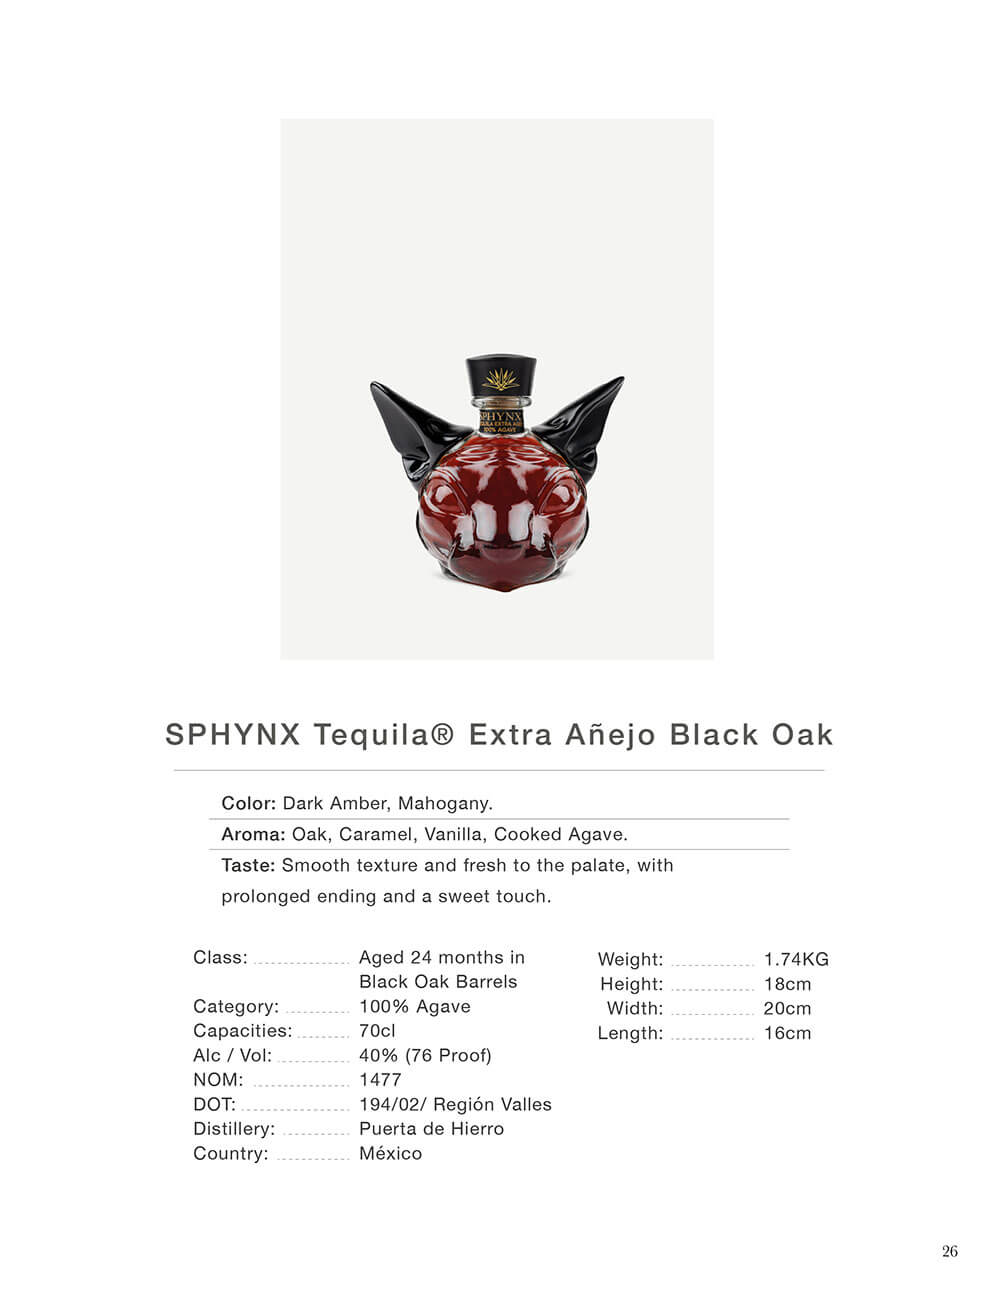 SPHYNX
TEQUILA EXTRA AÑEJO
100% AGAVE
SPHYNX Tequila® Extra Añejo Black Oak
Color: Dark Amber, Mahogany.
Aroma: Oak, Caramel, Vanilla, Cooked Agave.
Taste: Smooth texture and fresh to the palate, with
prolonged ending and a sweet touch.
Class: Aged 24 months in
Black Oak Barrels
Category: 100% Agave
Capacities: 70cl
Alc / Vol: 40% (76 Proof)
NOM: 1477
DOT: 194/02/ Región Valles
Distillery: Puerta de Hierro
Country: México
Weight: 1.74KG
Height: 18cm
Width: 20cm
Length: 16cm
26